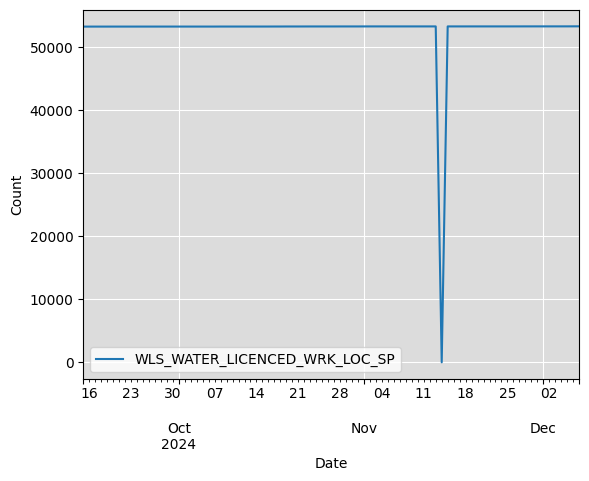 50000
40000
30000
20000
10000
0
Count
WLS_WATER_LICENCED_WRK_LOC_SP
16 23 30 07 14 21 28 04 11 18 25 02
Oct Nov Dec
2024
Date